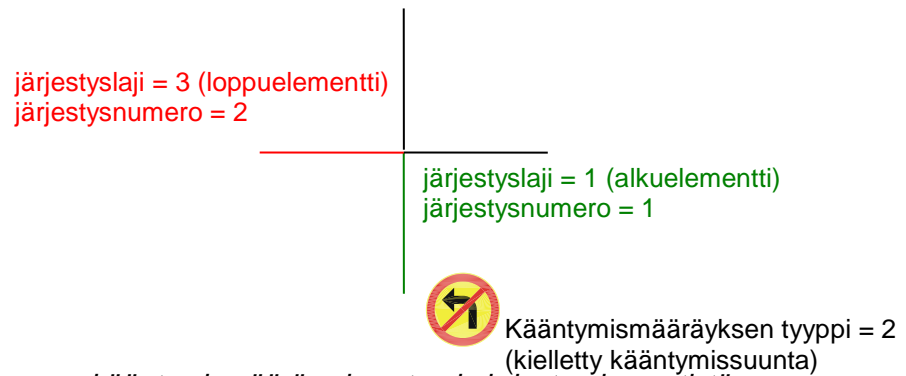 järjestyslaji = 3 (loppuelementti)
järjestysnumero = 2
järjestyslaji = 1 (alkuelementti)
järjestysnumero = 1
Kääntymismääräyksen tyyppi = 2
(kielletty kääntymissuunta)